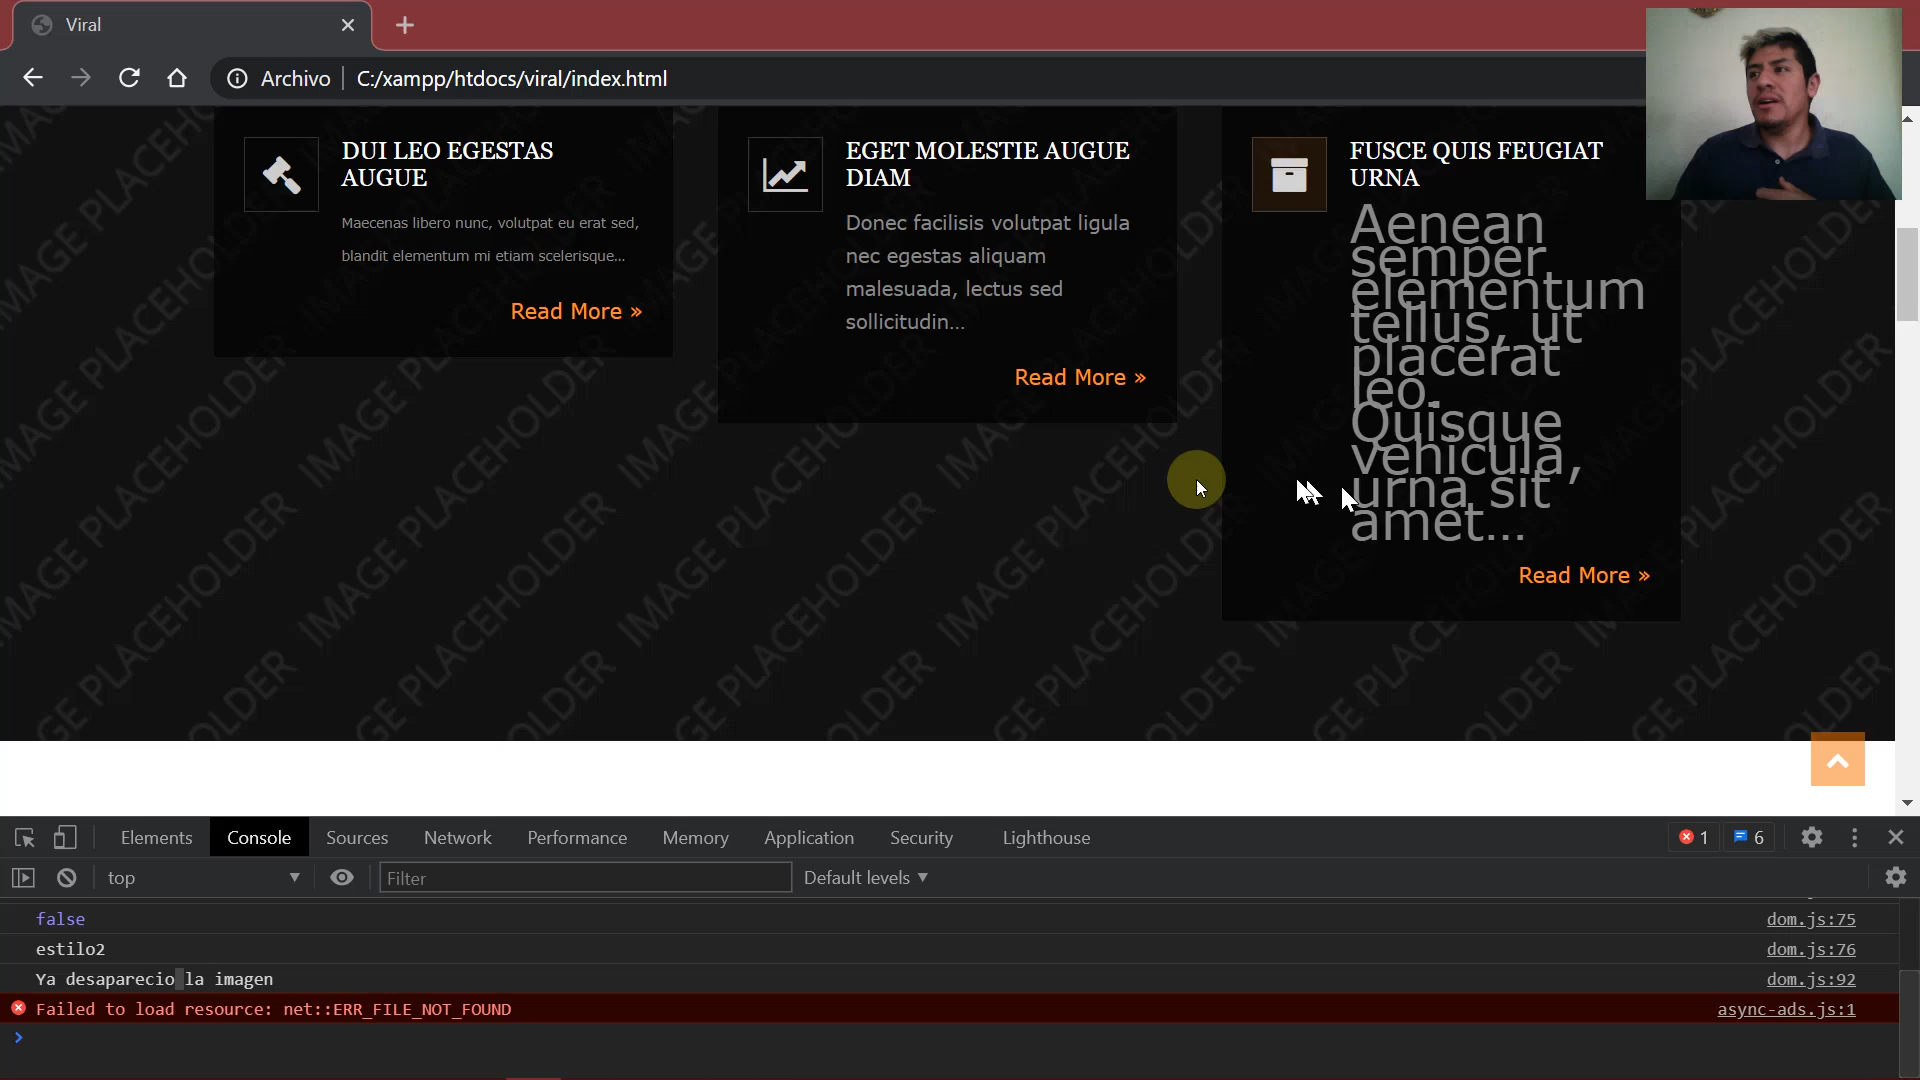 Viral
Archivo
C:/xampp/htdocs/viral/index.html
DUI LEO EGESTAS
AUGUE
Maecenas libero nunc, volutpat eu erat sed,
blandit elementum mi etiam scelerisque...
Read More »
EGET MOLESTIE AUGUE
DIAM
Donec facilisis volutpat ligula
nec egestas aliquam
malesuada, lectus sed
sollicitudin...
Read More »
FUSCE QUIS FEUGIAT
URNA
Aenean
semper
elementum
tellus, ut
placerat
leo.
Quisque
vehicula,
urna sit
amet...
Read More »
IMAGE PLACEHOLDER
Elements
Console
Sources
Network
Performance
Memory
Application
Security
Lighthouse
1
6
top
Filter
Default levels
false
dom.js:75
estilo2
dom.js:76
Ya desaparecio la imagen
dom.js:92
Failed to load resource: net::ERR_FILE_NOT_FOUND
async-ads.js:1